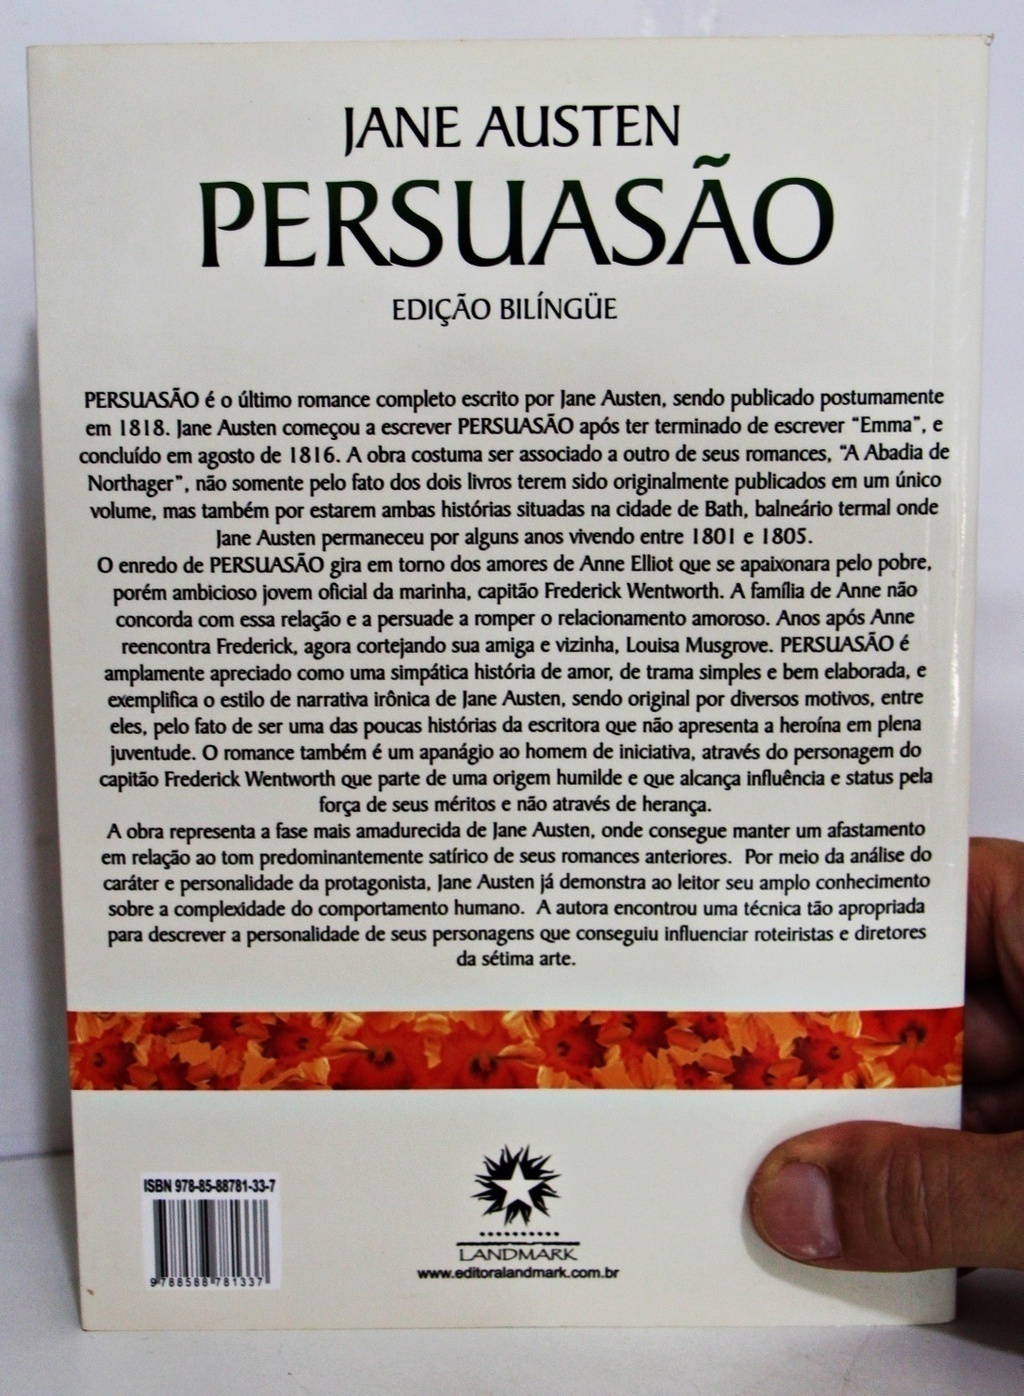 JANE AUSTEN
PERSUASÃO
EDIÇÃO BILÍNGÜE
PERSUASÃO é o último romance completo escrito por Jane Austen, sendo publicado postumamente
em 1818. Jane Austen começou a escrever PERSUASÃO após ter terminado de escrever "Emma", e
concluído em agosto de 1816. A obra costuma ser associado a outro de seus romances, "A Abadia de
Northager", não somente pelo fato dos dois livros terem sido originalmente publicados em um único
volume, mas também por estarem ambas histórias situadas na cidade de Bath, balneário termal onde
Jane Austen permaneceu por alguns anos vivendo entre 1801 e 1805.
O enredo de PERSUASÃO gira em torno dos amores de Anne Elliot que se apaixonara pelo pobre,
porém ambicioso jovem oficial da marinha, capitão Frederick Wentworth. A família de Anne não
concorda com essa relação e a persuade a romper o relacionamento amoroso. Anos após Anne
reencontra Frederick, agora cortejando sua amiga e vizinha, Louisa Musgrove. PERSUASÃO é
amplamente apreciado como uma simpática história de amor, de trama simples e bem elaborada, e
exemplifica o estilo de narrativa irônica de Jane Austen, sendo original por diversos motivos, entre
eles, pelo fato de ser uma das poucas histórias da escritora que não apresenta a heroína em plena
juventude. O romance também é um apanágio ao homem de iniciativa, através do personagem do
capitão Frederick Wentworth que parte de uma origem humilde e que alcança influência e status pela
força de seus méritos e não através de herança.
A obra representa a fase mais amadurecida de Jane Austen, onde consegue manter um afastamento
em relação ao tom predominantemente satírico de seus romances anteriores. Por meio da análise do
caráter e personalidade da protagonista, Jane Austen já demonstra ao leitor seu amplo conhecimento
sobre a complexidade do comportamento humano. A autora encontrou uma técnica tão apropriada
para descrever a personalidade de seus personagens que conseguiu influenciar roteiristas e diretores
da sétima arte.
ISBN 978-85-88781-33-7
9 788588 781337
LANDMARK
www.editoralandmark.com.br